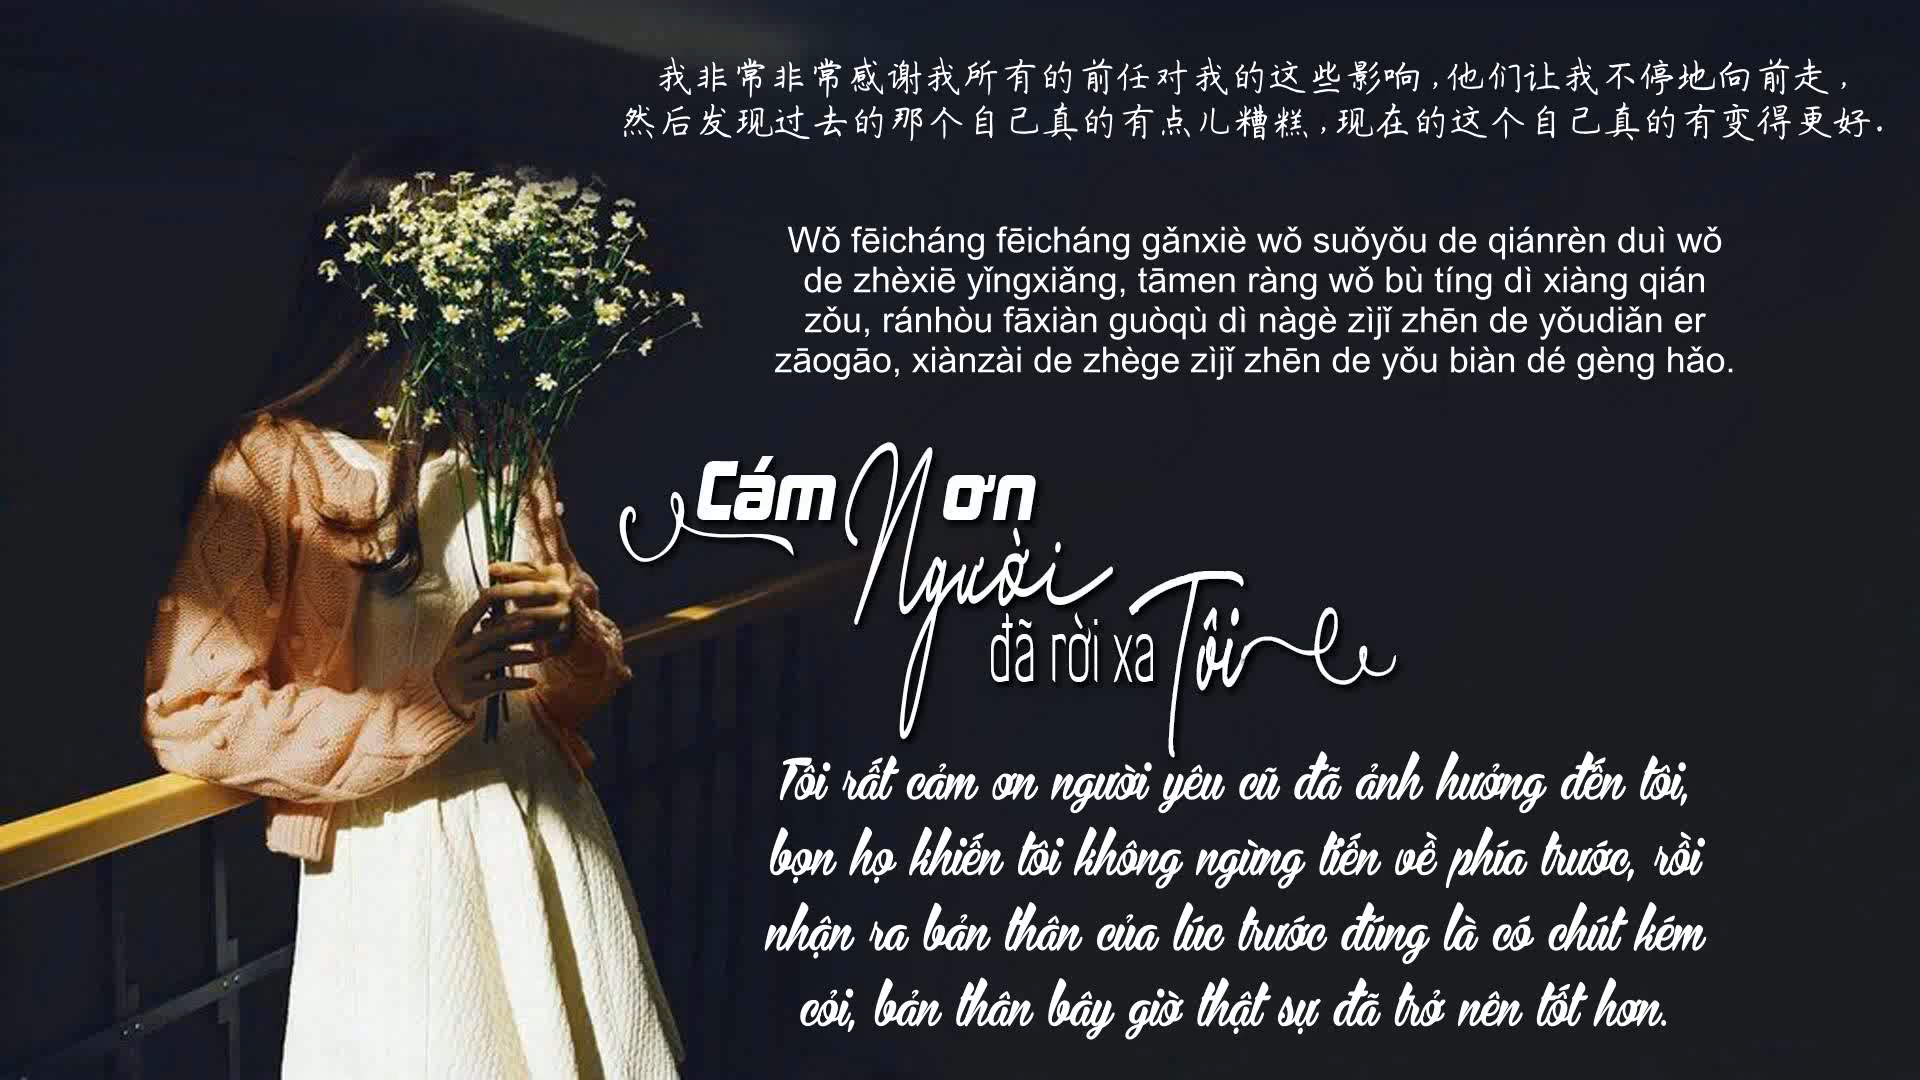 我非常非常感谢我所有的前任对我的这些影响,他们让我不停地向前走,
然后发现过去的那个自己真的有点儿糟糕,现在的这个自己真的有变得更好.
Wǒ fēicháng fēicháng gǎnxiè wǒ suǒyǒu de qiánrèn duì wǒ
de zhèxiē yǐngxiǎng, tāmen ràng wǒ bù tíng dì xiàng qián
zǒu, ránhòu fāxiàn guòqù dì nàgè zìjǐ zhēn de yǒudiǎn er
zāogāo, xiànzài de zhège zìjǐ zhēn de yǒu biàn dé gèng hǎo.
Cám ơn
Người
đã rời xa Tôi
Tôi rất cảm ơn người yêu cũ đã ảnh hưởng đến tôi,
bọn họ khiến tôi không ngừng tiến về phía trước, rồi
nhận ra bản thân của lúc trước đúng là có chút kém
cỏi, bản thân bây giờ thật sự đã trở nên tốt hơn.